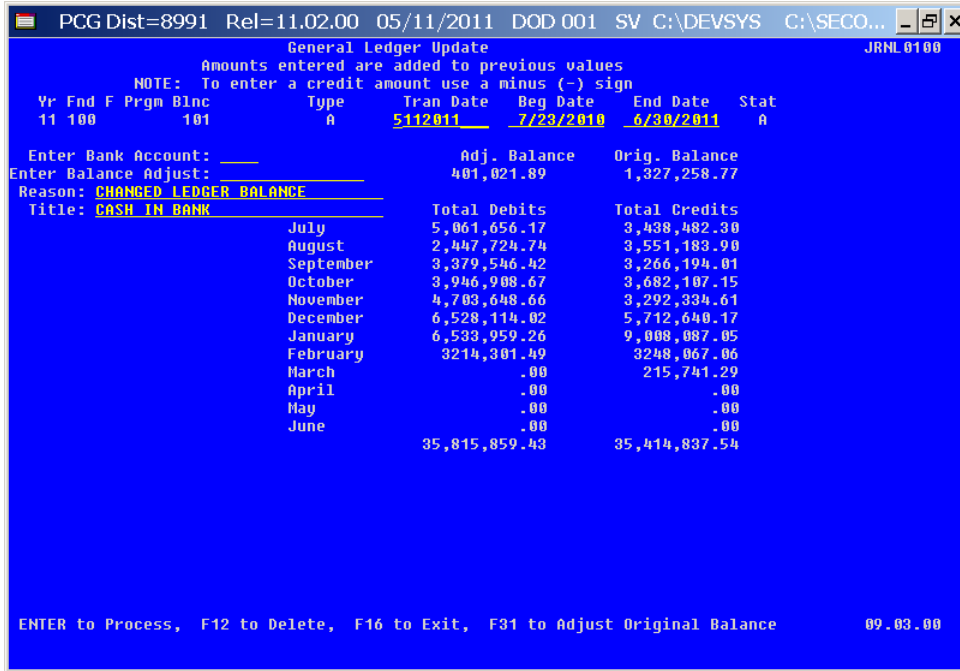 PCG Dist=8991 Rel=11.02.00 05/11/2011 DOD 001 SV C:\DEVSYS C:\SECO...
General Ledger Update JRNL0100
Amounts entered are added to previous values
NOTE: To enter a credit amount use a minus (-) sign
Yr Fnd F Prgm Blnc Type Tran Date Beg Date End Date Stat
11 100 101 A 5112011___ _7/23/2010 _6/30/2011 A
Enter Bank Account: ____ Adj. Balance Orig. Balance
Enter Balance Adjust: _______________ 401,021.89 1,327,258.77
Reason: CHANGED LEDGER BALANCE________
Title: CASH IN BANK__________________ Total Debits Total Credits
July 5,061,656.17 3,438,482.30
August 2,447,724.74 3,551,183.90
September 3,379,546.42 3,266,194.01
October 3,946,908.67 3,682,107.15
November 4,703,648.66 3,292,334.61
December 6,528,114.02 5,712,640.17
January 6,533,959.26 9,008,087.05
February 3214,301.49 3248,067.06
March .00 215,741.29
April .00 .00
May .00 .00
June .00 .00
35,815,859.43 35,414,837.54
ENTER to Process, F12 to Delete, F16 to Exit, F31 to Adjust Original Balance 09.03.00